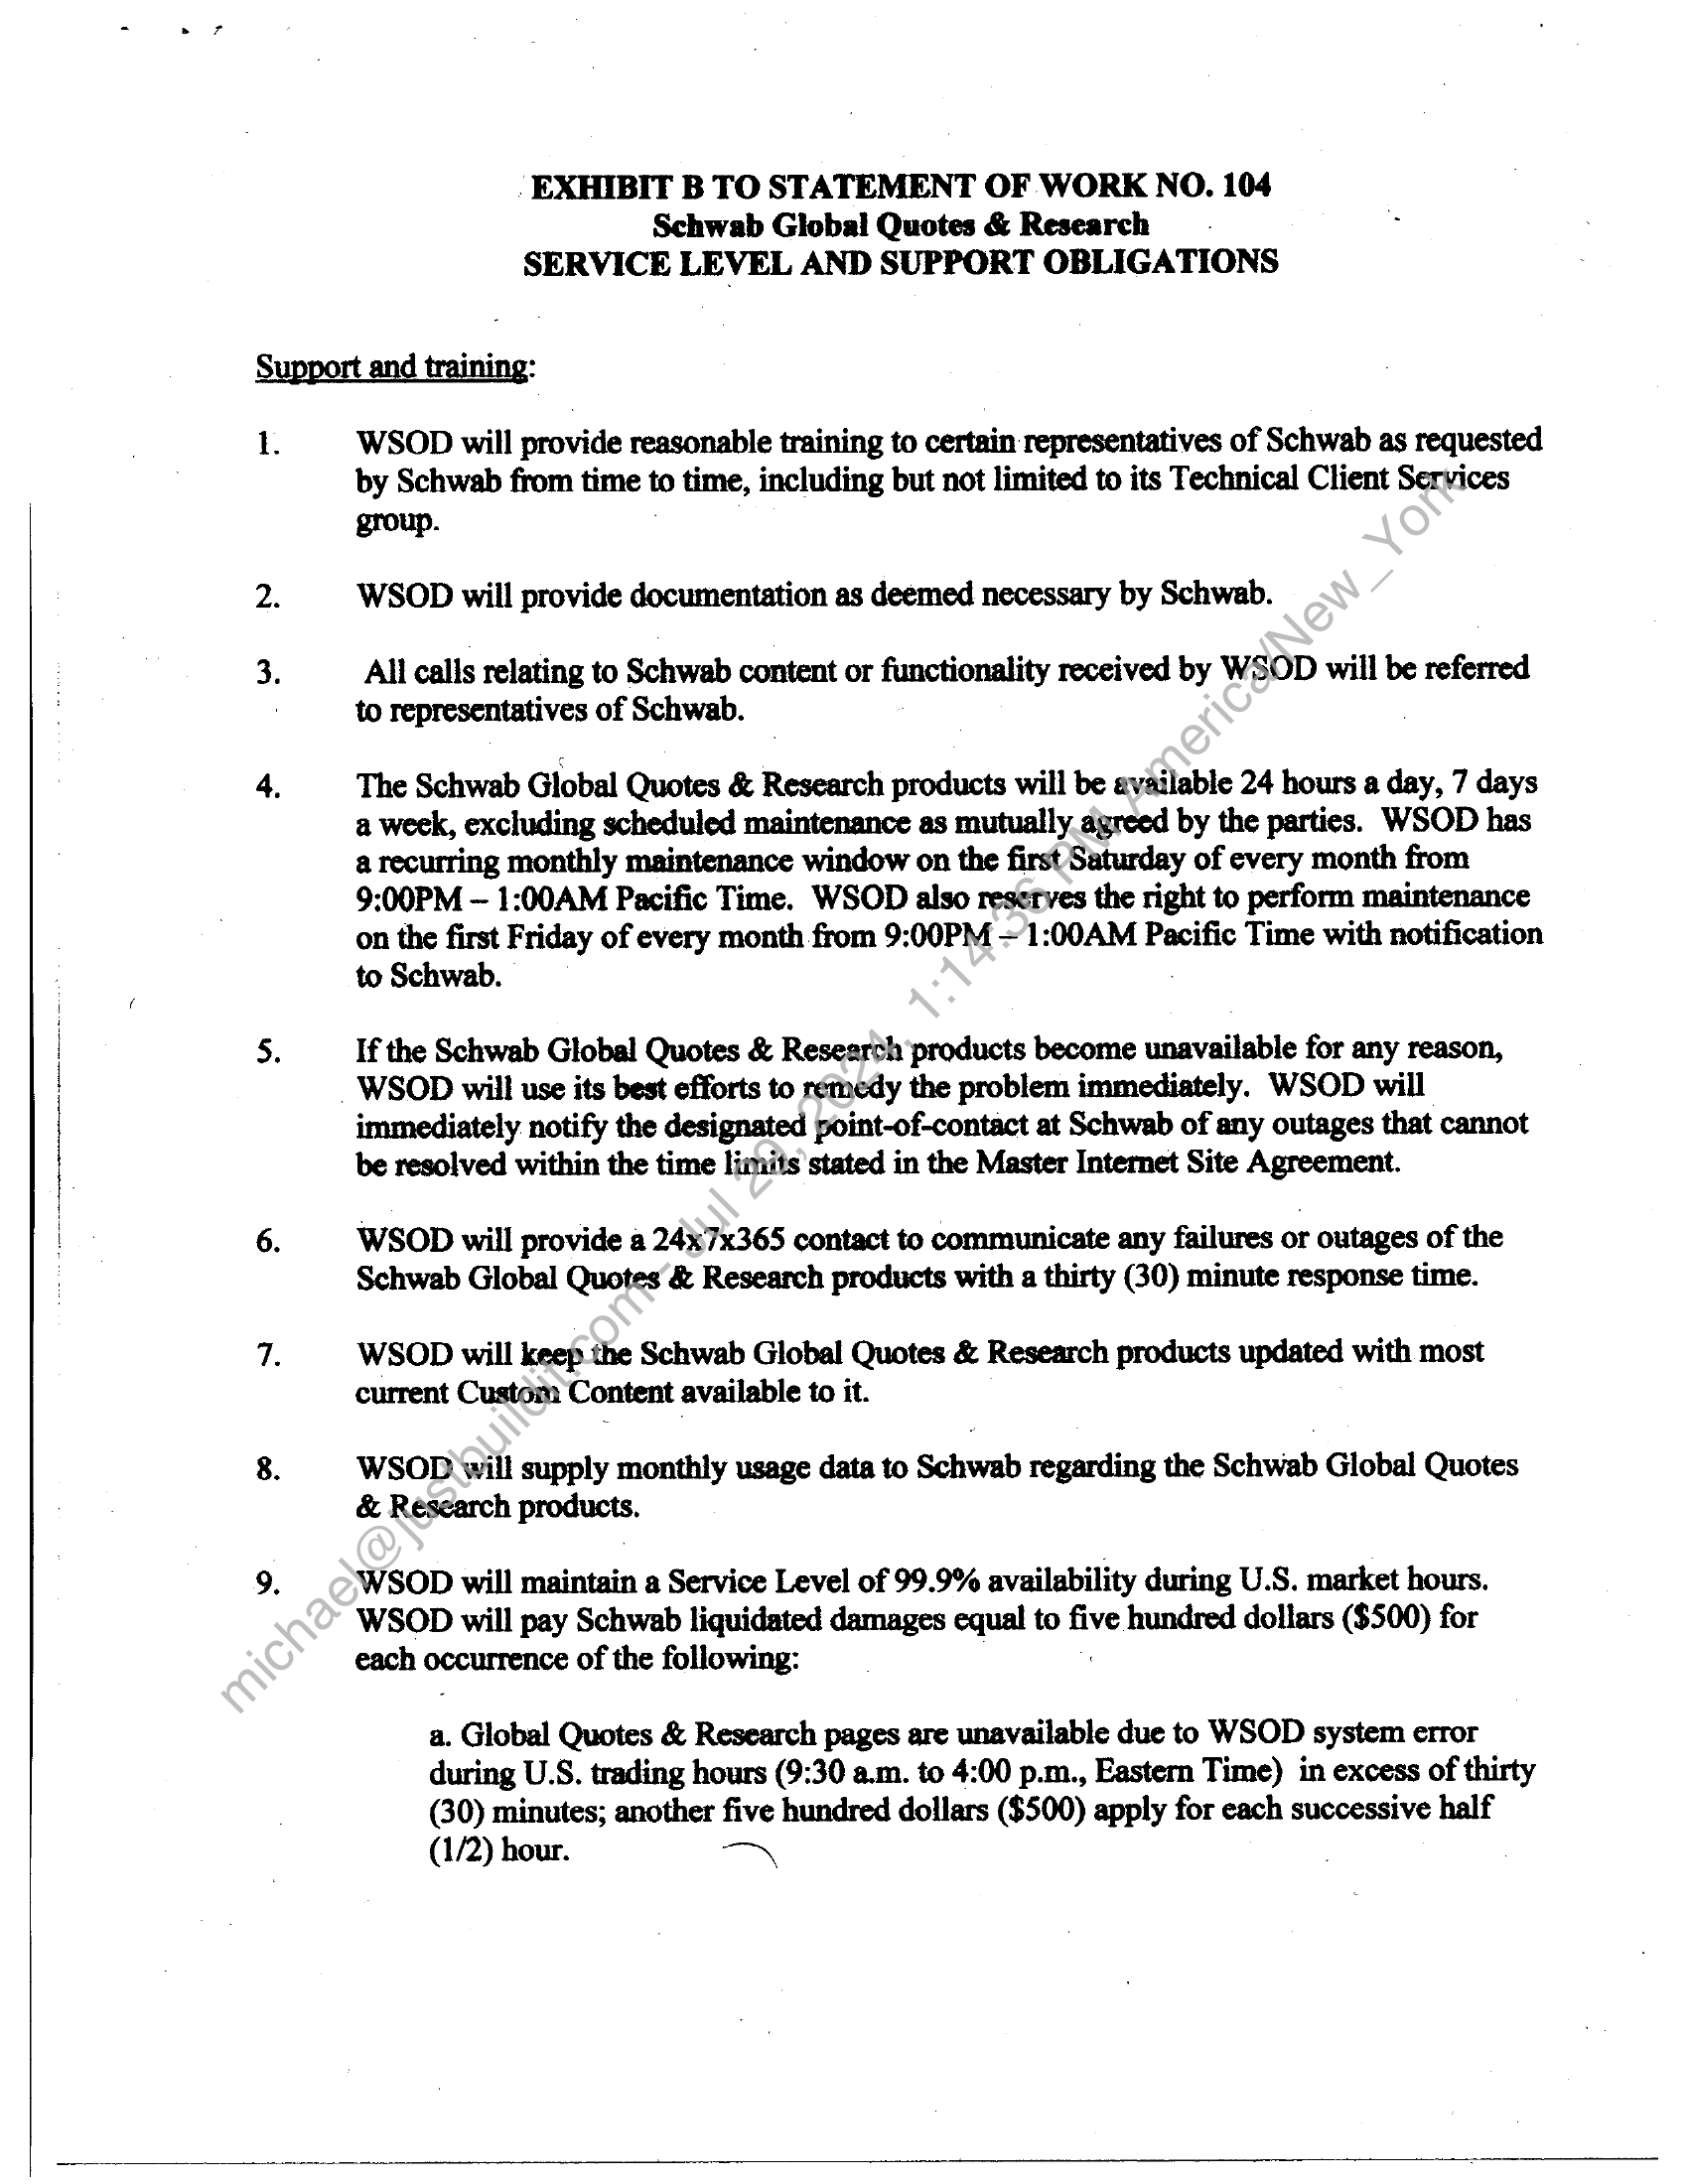 EXHIBIT B TO STATEMENT OF WORK NO. 104
Schwab Global Quotes & Research
SERVICE LEVEL AND SUPPORT OBLIGATIONS
Support and training:
1. WSOD will provide reasonable training to certain representatives of Schwab as requested
by Schwab from time to time, including but not limited to its Technical Client Services
group.
2. WSOD will provide documentation as deemed necessary by Schwab.
3. All calls relating to Schwab content or functionality received by WSOD will be referred
to representatives of Schwab.
4. The Schwab Global Quotes & Research products will be available 24 hours a day, 7 days
a week, excluding scheduled maintenance as mutually agreed by the parties. WSOD has
a recurring monthly maintenance window on the first Saturday of every month from
9:00PM – 1:00AM Pacific Time. WSOD also reserves the right to perform maintenance
on the first Friday of every month from 9:00PM – 1:00AM Pacific Time with notification
to Schwab.
5. If the Schwab Global Quotes & Research products become unavailable for any reason,
WSOD will use its best efforts to remedy the problem immediately. WSOD will
immediately notify the designated point-of-contact at Schwab of any outages that cannot
be resolved within the time limits stated in the Master Internet Site Agreement.
6. WSOD will provide a 24x7x365 contact to communicate any failures or outages of the
Schwab Global Quotes & Research products with a thirty (30) minute response time.
7. WSOD will keep the Schwab Global Quotes & Research products updated with most
current Custom Content available to it.
8. WSOD will supply monthly usage data to Schwab regarding the Schwab Global Quotes
& Research products.
9. WSOD will maintain a Service Level of 99.9% availability during U.S. market hours.
WSOD will pay Schwab liquidated damages equal to five hundred dollars ($500) for
each occurrence of the following:
a. Global Quotes & Research pages are unavailable due to WSOD system error
during U.S. trading hours (9:30 a.m. to 4:00 p.m., Eastern Time) in excess of thirty
(30) minutes; another five hundred dollars ($500) apply for each successive half
(1/2) hour.
michael@justbuildit.com - Jul 29, 2024, 1:14:36 PM America/New_York